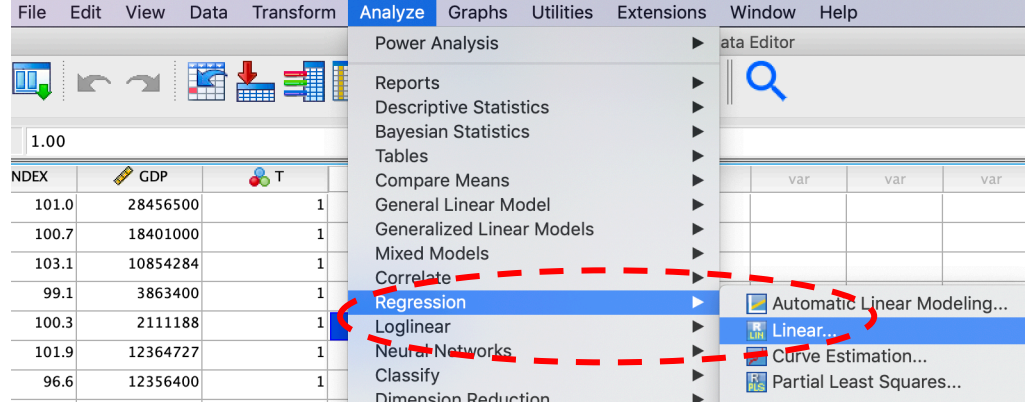 File Edit View Data Transform Analyze Graphs Utilities Extensions Window Help
Power Analysis
ata Editor
Reports
Descriptive Statistics
Bayesian Statistics
Tables
Compare Means
General Linear Model
Generalized Linear Models
Mixed Models
Correlate
Regression
Loglinear
Neural Networks
Classify
Dimension Reduction
Automatic Linear Modeling...
R LIN Linear...
Curve Estimation...
R PLS Partial Least Squares...
1.00
NDEX GDP T var var var
101.0 28456500 1
100.7 18401000 1
103.1 10854284 1
99.1 3863400 1
100.3 2111188 1
101.9 12364727 1
96.6 12356400 1